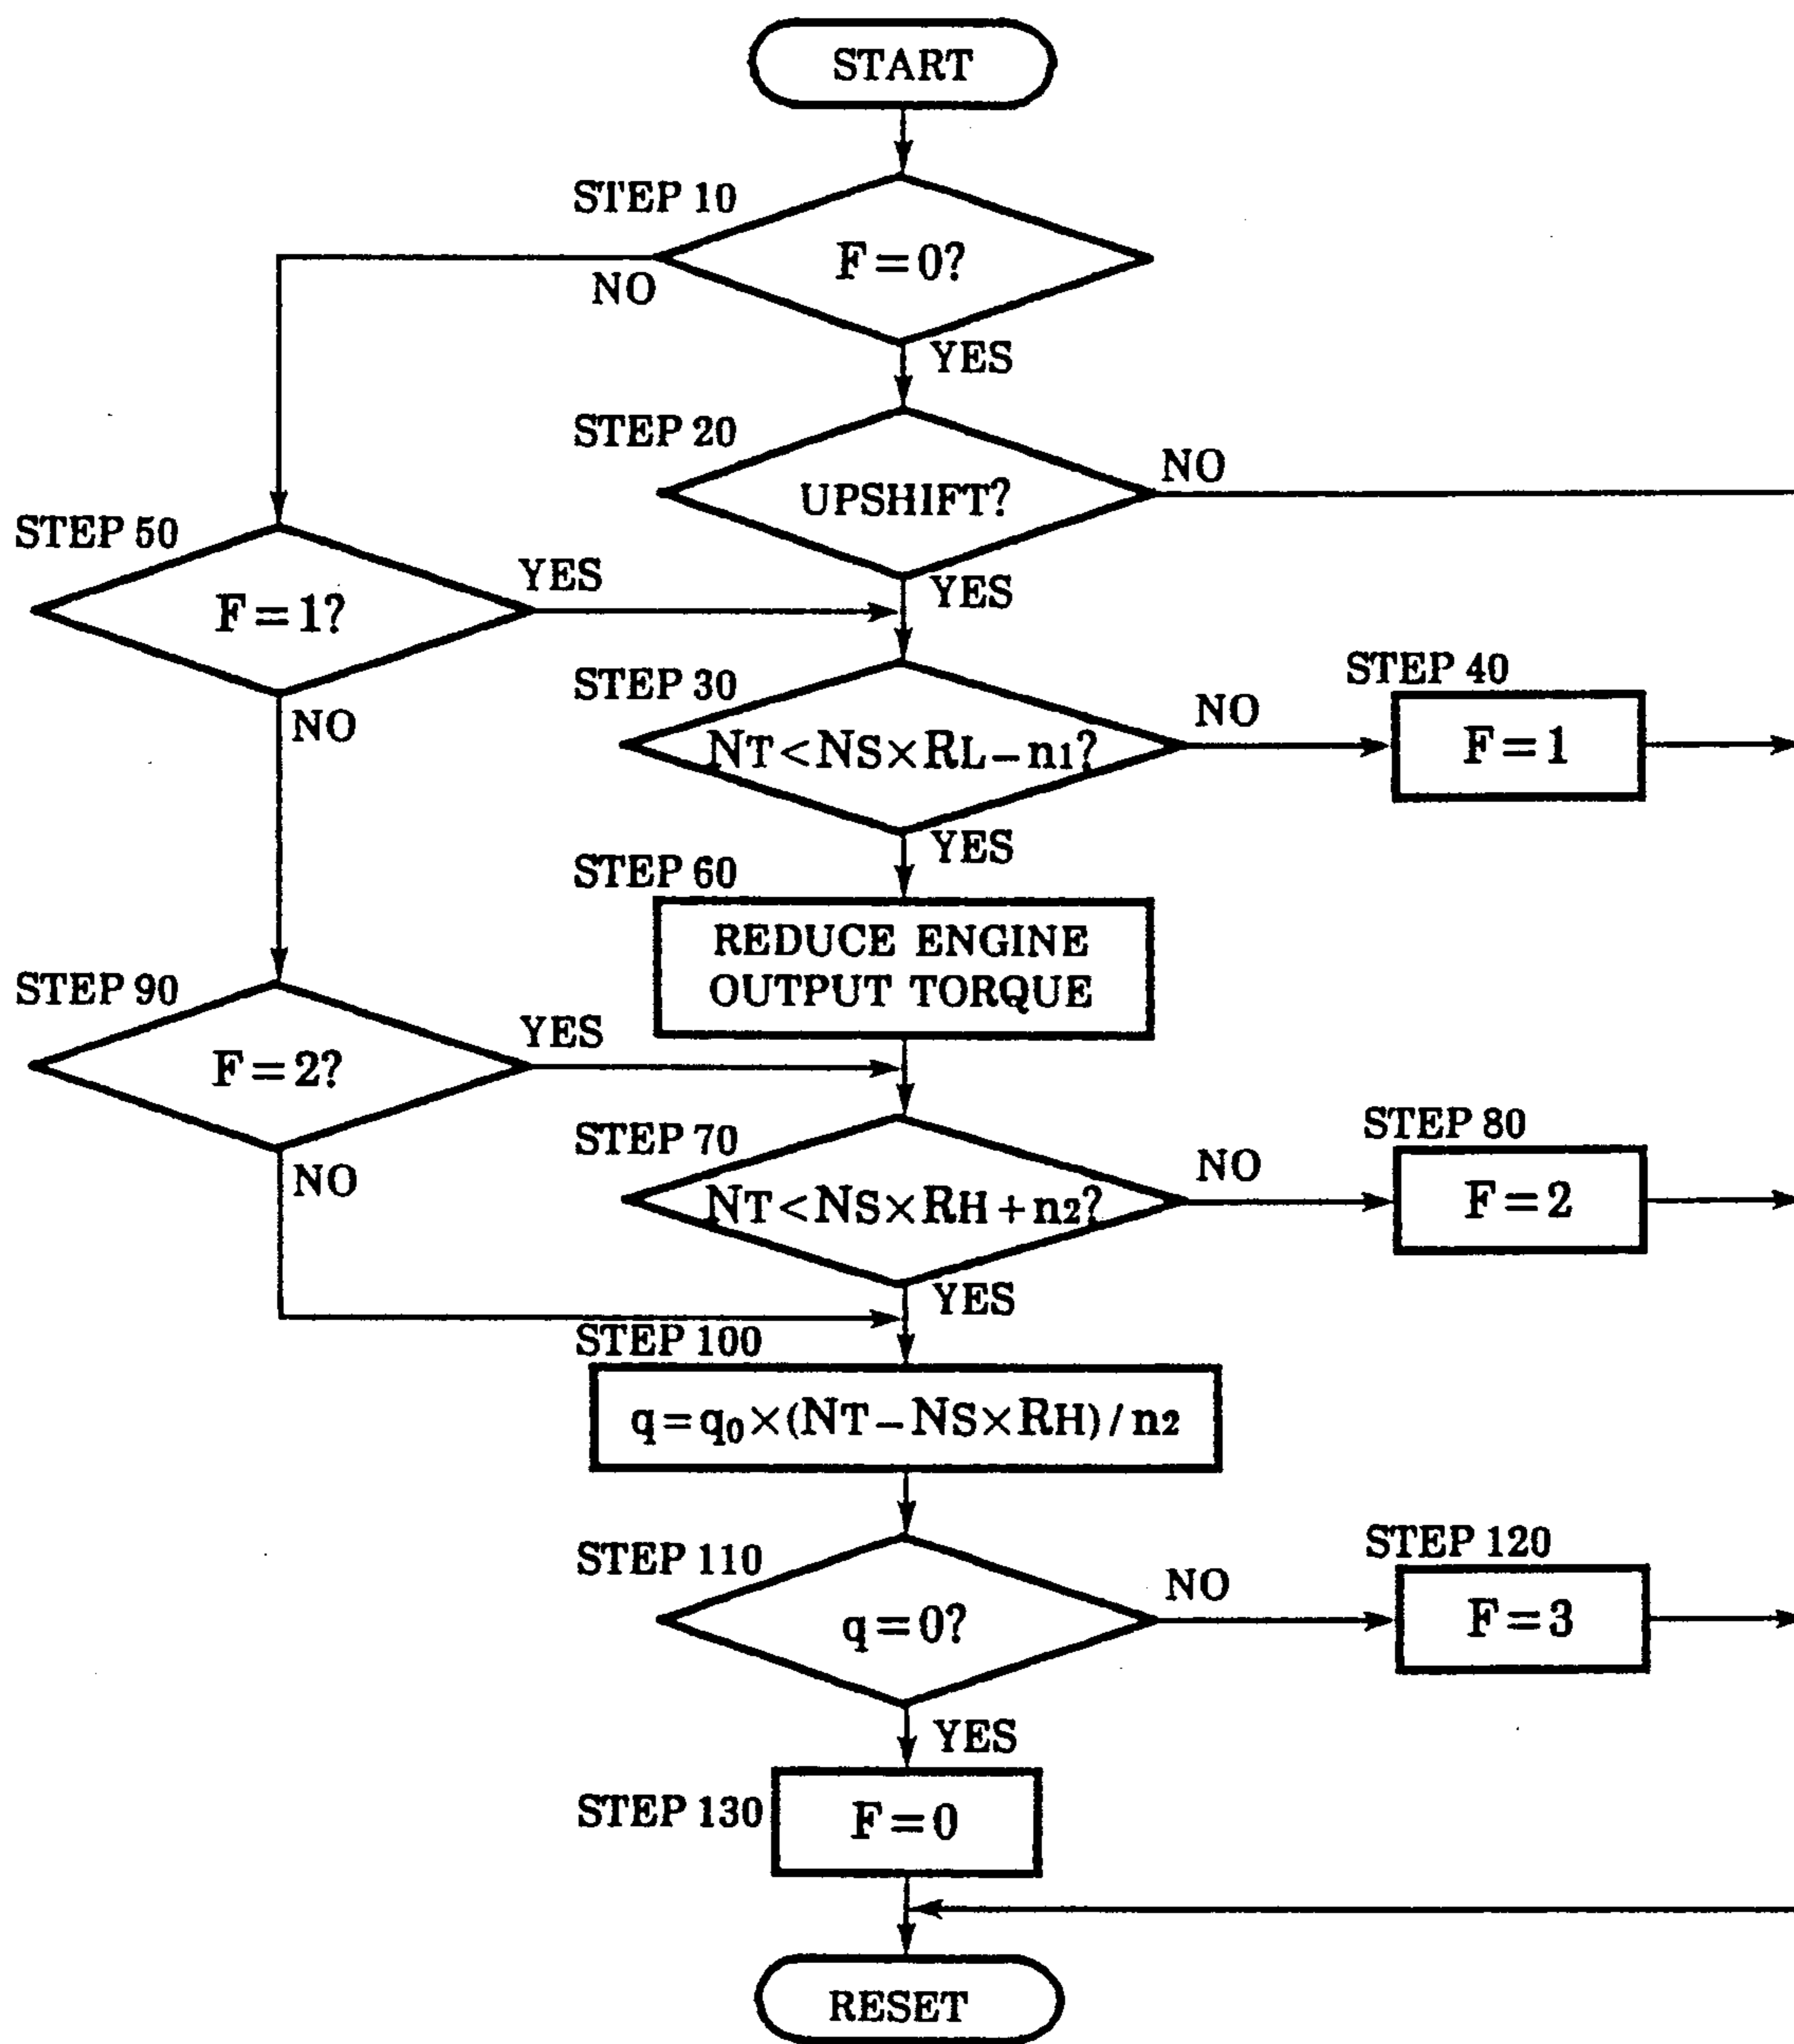 START
STEP 10
F=0?
NO
YES
STEP 20
UPSHIFT?
NO
YES
STEP 50
F=1?
YES
NO
STEP 30
NT<NS×RL−n1?
NO
STEP 40
F=1
YES
STEP 60
REDUCE ENGINE
OUTPUT TORQUE
STEP 90
F=2?
YES
NO
STEP 70
NT<NS×RH+n2?
NO
STEP 80
F=2
YES
STEP 100
q=q0×(NT−NS×RH)/n2
STEP 110
q=0?
NO
STEP 120
F=3
YES
STEP 130
F=0
RESET